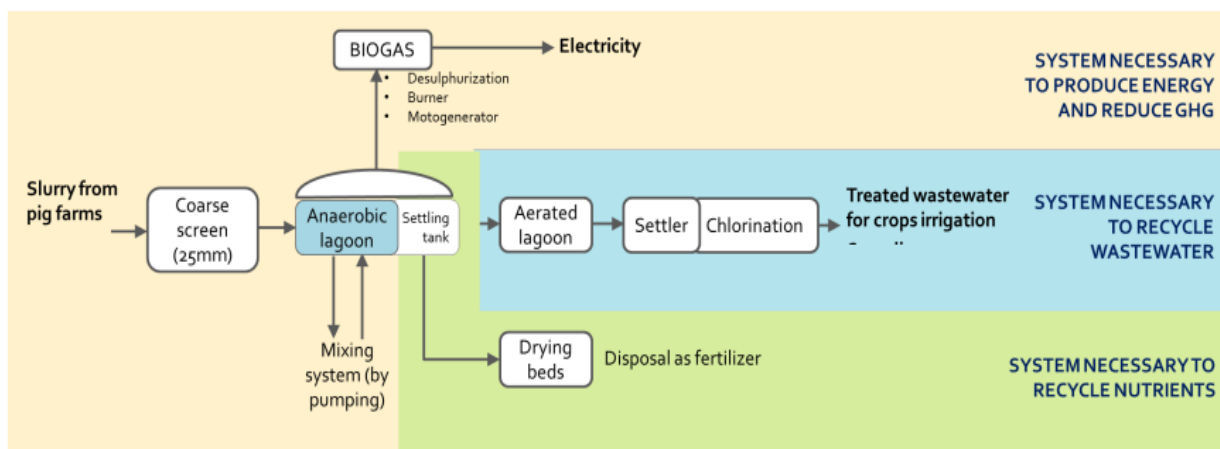 BIOGAS
Electricity
• Desulphurization
• Burner
• Motogenerator
SYSTEM NECESSARY
TO PRODUCE ENERGY
AND REDUCE GHG
Slurry from
pig farms
Coarse
screen
(25mm)
Anaerobic
lagoon
Settling
tank
Aerated
lagoon
Settler
Chlorination
Treated wastewater
for crops irrigation
SYSTEM NECESSARY
TO RECYCLE
WASTEWATER
Mixing
system (by
pumping)
Drying
beds
Disposal as fertilizer
SYSTEM NECESSARY TO
RECYCLE NUTRIENTS